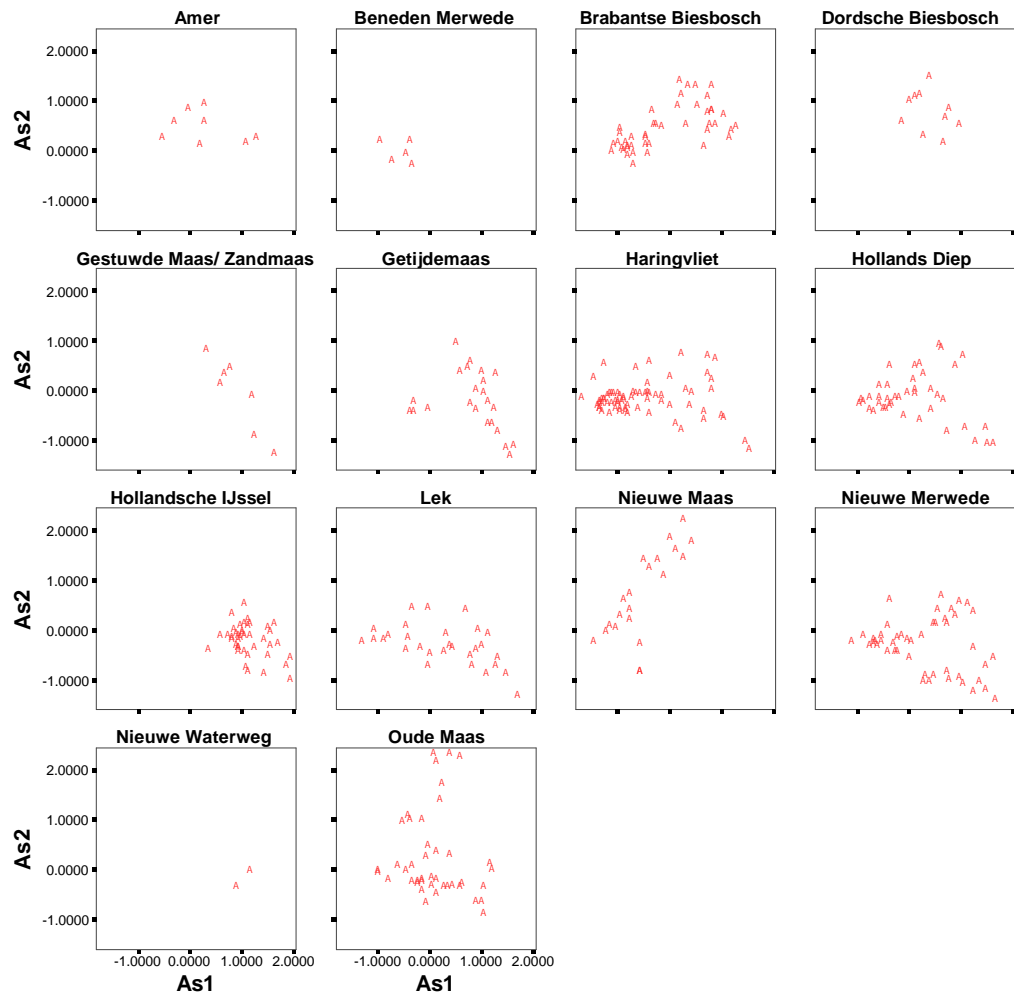 Amer Beneden Merwede Brabantse Biesbosch Dordsche Biesbosch
2.0000
1.0000
0.0000
-1.0000
As2
Gestuwde Maas/ Zandmaas Getijdemaas Haringvliet Hollands Diep
2.0000
1.0000
0.0000
-1.0000
As2
Hollandsche IJssel Lek Nieuwe Maas Nieuwe Merwede
2.0000
1.0000
0.0000
-1.0000
As2
Nieuwe Waterweg Oude Maas
2.0000
1.0000
0.0000
-1.0000
As2
-1.0000 0.0000 1.0000 2.0000 -1.0000 0.0000 1.0000 2.0000
As1 As1